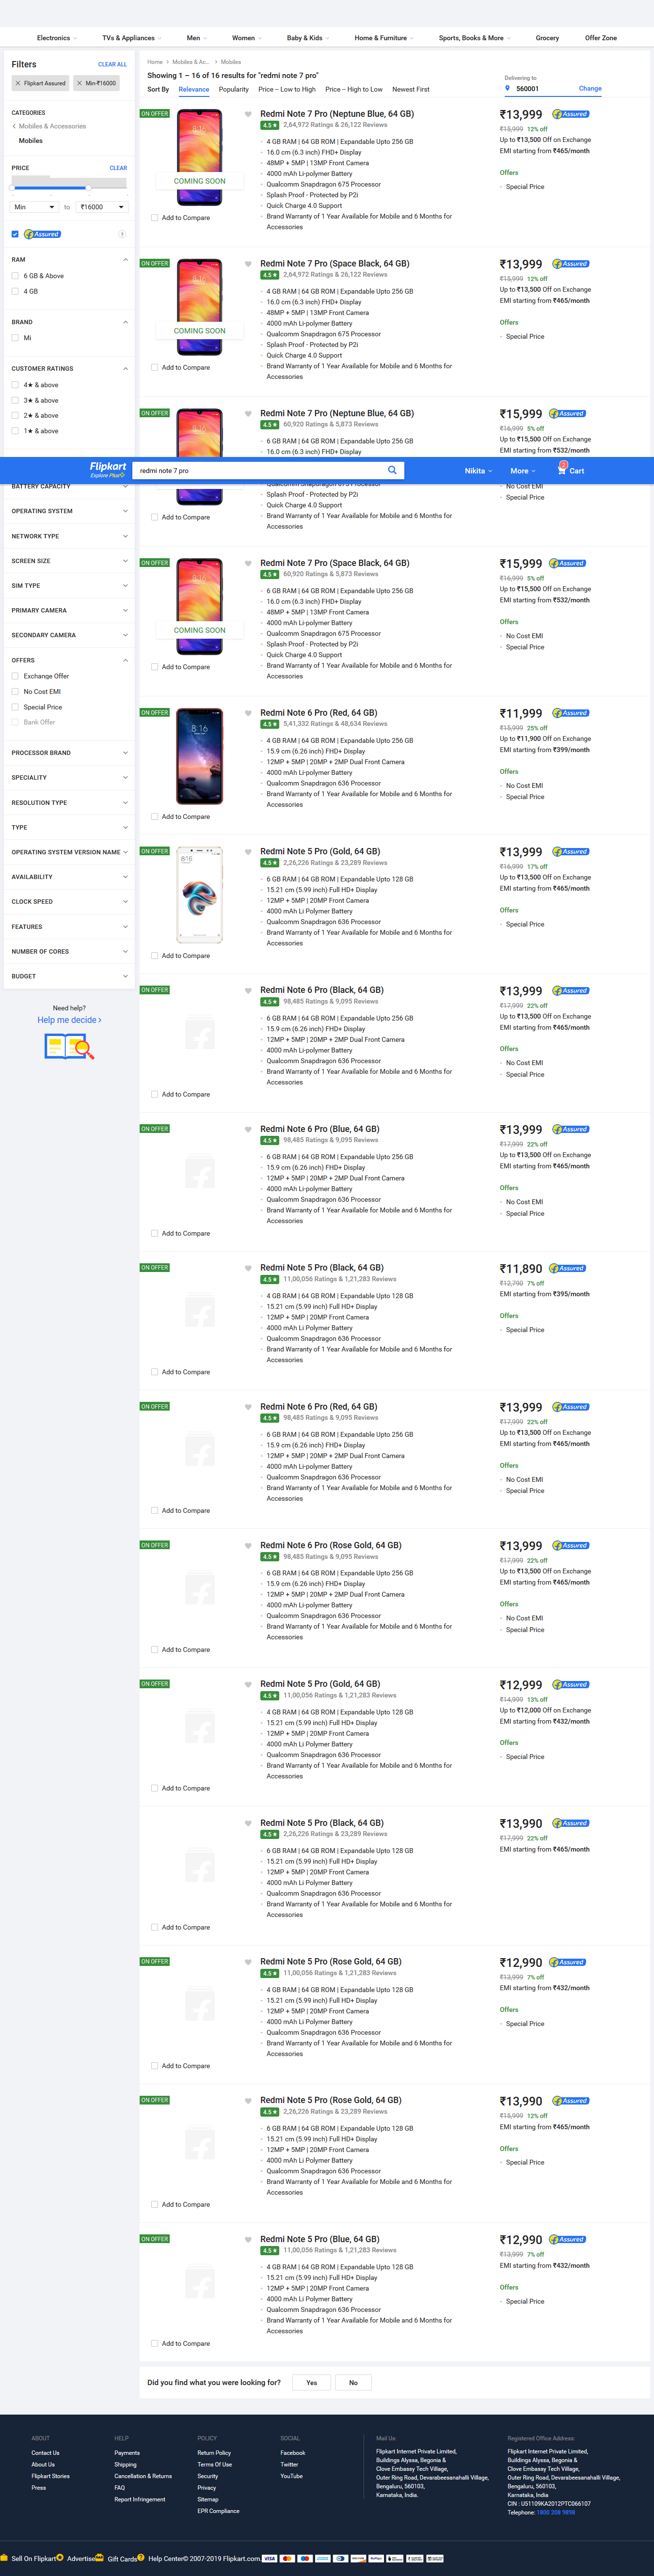 Electronics
TVs & Appliances
Men
Women
Baby & Kids
Home & Furniture
Sports, Books & More
Grocery
Offer Zone
Filters
CLEAR ALL
✕ Flipkart Assured
✕ Min-₹16000
CATEGORIES
Mobiles & Accessories
Mobiles
PRICE
CLEAR
Min
to
₹16000
Assured
?
RAM
6 GB & Above
4 GB
BRAND
Mi
CUSTOMER RATINGS
4★ & above
3★ & above
2★ & above
1★ & above
BATTERY CAPACITY
OPERATING SYSTEM
NETWORK TYPE
SCREEN SIZE
SIM TYPE
PRIMARY CAMERA
SECONDARY CAMERA
OFFERS
Exchange Offer
No Cost EMI
Special Price
Bank Offer
PROCESSOR BRAND
SPECIALITY
RESOLUTION TYPE
TYPE
OPERATING SYSTEM VERSION NAME
AVAILABILITY
CLOCK SPEED
FEATURES
NUMBER OF CORES
BUDGET
Need help?
Help me decide
Home > Mobiles & Ac... > Mobiles
Showing 1 – 16 of 16 results for "redmi note 7 pro"
Sort By Relevance Popularity Price – Low to High Price – High to Low Newest First
Delivering to
560001
Change
ON OFFER
COMING SOON
Add to Compare
Redmi Note 7 Pro (Neptune Blue, 64 GB)
4.5 ★ 2,64,972 Ratings & 26,122 Reviews
4 GB RAM | 64 GB ROM | Expandable Upto 256 GB
16.0 cm (6.3 inch) FHD+ Display
48MP + 5MP | 13MP Front Camera
4000 mAh Li-polymer Battery
Qualcomm Snapdragon 675 Processor
Splash Proof - Protected by P2i
Quick Charge 4.0 Support
Brand Warranty of 1 Year Available for Mobile and 6 Months for
Accessories
₹13,999 Assured
₹15,999 12% off
Up to ₹13,500 Off on Exchange
EMI starting from ₹465/month
Offers
Special Price
ON OFFER
COMING SOON
Add to Compare
Redmi Note 7 Pro (Space Black, 64 GB)
4.5 ★ 2,64,972 Ratings & 26,122 Reviews
4 GB RAM | 64 GB ROM | Expandable Upto 256 GB
16.0 cm (6.3 inch) FHD+ Display
48MP + 5MP | 13MP Front Camera
4000 mAh Li-polymer Battery
Qualcomm Snapdragon 675 Processor
Splash Proof - Protected by P2i
Quick Charge 4.0 Support
Brand Warranty of 1 Year Available for Mobile and 6 Months for
Accessories
₹13,999 Assured
₹15,999 12% off
Up to ₹13,500 Off on Exchange
EMI starting from ₹465/month
Offers
Special Price
ON OFFER
Redmi Note 7 Pro (Neptune Blue, 64 GB)
4.5 ★ 60,920 Ratings & 5,873 Reviews
6 GB RAM | 64 GB ROM | Expandable Upto 256 GB
16.0 cm (6.3 inch) FHD+ Display
₹15,999 Assured
₹16,999 5% off
Up to ₹15,500 Off on Exchange
EMI starting from ₹532/month
Flipkart
Explore Plus
redmi note 7 pro
Nikita
More
2
Cart
Qualcomm Snapdragon 675 Processor
Splash Proof - Protected by P2i
Quick Charge 4.0 Support
Brand Warranty of 1 Year Available for Mobile and 6 Months for
Accessories
Add to Compare
No Cost EMI
Special Price
ON OFFER
COMING SOON
Add to Compare
Redmi Note 7 Pro (Space Black, 64 GB)
4.5 ★ 60,920 Ratings & 5,873 Reviews
6 GB RAM | 64 GB ROM | Expandable Upto 256 GB
16.0 cm (6.3 inch) FHD+ Display
48MP + 5MP | 13MP Front Camera
4000 mAh Li-polymer Battery
Qualcomm Snapdragon 675 Processor
Splash Proof - Protected by P2i
Quick Charge 4.0 Support
Brand Warranty of 1 Year Available for Mobile and 6 Months for
Accessories
₹15,999 Assured
₹16,999 5% off
Up to ₹15,500 Off on Exchange
EMI starting from ₹532/month
Offers
No Cost EMI
Special Price
ON OFFER
8:16
Add to Compare
Redmi Note 6 Pro (Red, 64 GB)
4.5 ★ 5,41,332 Ratings & 48,634 Reviews
4 GB RAM | 64 GB ROM | Expandable Upto 256 GB
15.9 cm (6.26 inch) FHD+ Display
12MP + 5MP | 20MP + 2MP Dual Front Camera
4000 mAh Li-polymer Battery
Qualcomm Snapdragon 636 Processor
Brand Warranty of 1 Year Available for Mobile and 6 Months for
Accessories
₹11,999 Assured
₹15,999 25% off
Up to ₹11,900 Off on Exchange
EMI starting from ₹399/month
Offers
No Cost EMI
Special Price
ON OFFER
8:16
Add to Compare
Redmi Note 5 Pro (Gold, 64 GB)
4.5 ★ 2,26,226 Ratings & 23,289 Reviews
6 GB RAM | 64 GB ROM | Expandable Upto 128 GB
15.21 cm (5.99 inch) Full HD+ Display
12MP + 5MP | 20MP Front Camera
4000 mAh Li Polymer Battery
Qualcomm Snapdragon 636 Processor
Brand Warranty of 1 Year Available for Mobile and 6 Months for
Accessories
₹13,999 Assured
₹16,999 17% off
Up to ₹13,500 Off on Exchange
EMI starting from ₹465/month
Offers
Special Price
ON OFFER
Add to Compare
Redmi Note 6 Pro (Black, 64 GB)
4.5 ★ 98,485 Ratings & 9,095 Reviews
6 GB RAM | 64 GB ROM | Expandable Upto 256 GB
15.9 cm (6.26 inch) FHD+ Display
12MP + 5MP | 20MP + 2MP Dual Front Camera
4000 mAh Li-polymer Battery
Qualcomm Snapdragon 636 Processor
Brand Warranty of 1 Year Available for Mobile and 6 Months for
Accessories
₹13,999 Assured
₹17,999 22% off
Up to ₹13,500 Off on Exchange
EMI starting from ₹465/month
Offers
No Cost EMI
Special Price
ON OFFER
Add to Compare
Redmi Note 6 Pro (Blue, 64 GB)
4.5 ★ 98,485 Ratings & 9,095 Reviews
6 GB RAM | 64 GB ROM | Expandable Upto 256 GB
15.9 cm (6.26 inch) FHD+ Display
12MP + 5MP | 20MP + 2MP Dual Front Camera
4000 mAh Li-polymer Battery
Qualcomm Snapdragon 636 Processor
Brand Warranty of 1 Year Available for Mobile and 6 Months for
Accessories
₹13,999 Assured
₹17,999 22% off
Up to ₹13,500 Off on Exchange
EMI starting from ₹465/month
Offers
No Cost EMI
Special Price
ON OFFER
Add to Compare
Redmi Note 5 Pro (Black, 64 GB)
4.5 ★ 11,00,056 Ratings & 1,21,283 Reviews
4 GB RAM | 64 GB ROM | Expandable Upto 128 GB
15.21 cm (5.99 inch) Full HD+ Display
12MP + 5MP | 20MP Front Camera
4000 mAh Li Polymer Battery
Qualcomm Snapdragon 636 Processor
Brand Warranty of 1 Year Available for Mobile and 6 Months for
Accessories
₹11,890 Assured
₹12,790 7% off
EMI starting from ₹395/month
Offers
Special Price
ON OFFER
Add to Compare
Redmi Note 6 Pro (Red, 64 GB)
4.5 ★ 98,485 Ratings & 9,095 Reviews
6 GB RAM | 64 GB ROM | Expandable Upto 256 GB
15.9 cm (6.26 inch) FHD+ Display
12MP + 5MP | 20MP + 2MP Dual Front Camera
4000 mAh Li-polymer Battery
Qualcomm Snapdragon 636 Processor
Brand Warranty of 1 Year Available for Mobile and 6 Months for
Accessories
₹13,999 Assured
₹17,999 22% off
Up to ₹13,500 Off on Exchange
EMI starting from ₹465/month
Offers
No Cost EMI
Special Price
ON OFFER
Add to Compare
Redmi Note 6 Pro (Rose Gold, 64 GB)
4.5 ★ 98,485 Ratings & 9,095 Reviews
6 GB RAM | 64 GB ROM | Expandable Upto 256 GB
15.9 cm (6.26 inch) FHD+ Display
12MP + 5MP | 20MP + 2MP Dual Front Camera
4000 mAh Li-polymer Battery
Qualcomm Snapdragon 636 Processor
Brand Warranty of 1 Year Available for Mobile and 6 Months for
Accessories
₹13,999 Assured
₹17,999 22% off
Up to ₹13,500 Off on Exchange
EMI starting from ₹465/month
Offers
No Cost EMI
Special Price
ON OFFER
Add to Compare
Redmi Note 5 Pro (Gold, 64 GB)
4.5 ★ 11,00,056 Ratings & 1,21,283 Reviews
4 GB RAM | 64 GB ROM | Expandable Upto 128 GB
15.21 cm (5.99 inch) Full HD+ Display
12MP + 5MP | 20MP Front Camera
4000 mAh Li Polymer Battery
Qualcomm Snapdragon 636 Processor
Brand Warranty of 1 Year Available for Mobile and 6 Months for
Accessories
₹12,999 Assured
₹14,999 13% off
Up to ₹12,000 Off on Exchange
EMI starting from ₹432/month
Offers
Special Price
Add to Compare
Redmi Note 5 Pro (Black, 64 GB)
4.5 ★ 2,26,226 Ratings & 23,289 Reviews
6 GB RAM | 64 GB ROM | Expandable Upto 128 GB
15.21 cm (5.99 inch) Full HD+ Display
12MP + 5MP | 20MP Front Camera
4000 mAh Li Polymer Battery
Qualcomm Snapdragon 636 Processor
Brand Warranty of 1 Year Available for Mobile and 6 Months for
Accessories
₹13,990 Assured
₹17,999 22% off
EMI starting from ₹465/month
ON OFFER
Add to Compare
Redmi Note 5 Pro (Rose Gold, 64 GB)
4.5 ★ 11,00,056 Ratings & 1,21,283 Reviews
4 GB RAM | 64 GB ROM | Expandable Upto 128 GB
15.21 cm (5.99 inch) Full HD+ Display
12MP + 5MP | 20MP Front Camera
4000 mAh Li Polymer Battery
Qualcomm Snapdragon 636 Processor
Brand Warranty of 1 Year Available for Mobile and 6 Months for
Accessories
₹12,990 Assured
₹13,999 7% off
EMI starting from ₹432/month
Offers
Special Price
ON OFFER
Add to Compare
Redmi Note 5 Pro (Rose Gold, 64 GB)
4.5 ★ 2,26,226 Ratings & 23,289 Reviews
6 GB RAM | 64 GB ROM | Expandable Upto 128 GB
15.21 cm (5.99 inch) Full HD+ Display
12MP + 5MP | 20MP Front Camera
4000 mAh Li Polymer Battery
Qualcomm Snapdragon 636 Processor
Brand Warranty of 1 Year Available for Mobile and 6 Months for
Accessories
₹13,990 Assured
₹15,999 12% off
EMI starting from ₹465/month
Offers
Special Price
ON OFFER
Add to Compare
Redmi Note 5 Pro (Blue, 64 GB)
4.5 ★ 11,00,056 Ratings & 1,21,283 Reviews
4 GB RAM | 64 GB ROM | Expandable Upto 128 GB
15.21 cm (5.99 inch) Full HD+ Display
12MP + 5MP | 20MP Front Camera
4000 mAh Li Polymer Battery
Qualcomm Snapdragon 636 Processor
Brand Warranty of 1 Year Available for Mobile and 6 Months for
Accessories
₹12,990 Assured
₹13,999 7% off
EMI starting from ₹432/month
Offers
Special Price
Did you find what you were looking for? Yes No
ABOUT
Contact Us
About Us
Flipkart Stories
Press
HELP
Payments
Shipping
Cancellation & Returns
FAQ
Report Infringement
POLICY
Return Policy
Terms Of Use
Security
Privacy
Sitemap
EPR Compliance
SOCIAL
Facebook
Twitter
YouTube
Mail Us:
Flipkart Internet Private Limited,
Buildings Alyssa, Begonia &
Clove Embassy Tech Village,
Outer Ring Road, Devarabeesanahalli Village,
Bengaluru, 560103,
Karnataka, India.
Registered Office Address:
Flipkart Internet Private Limited,
Buildings Alyssa, Begonia &
Clove Embassy Tech Village,
Outer Ring Road, Devarabeesanahalli Village,
Bengaluru, 560103,
Karnataka, India
CIN : U51109KA2012PTC066107
Telephone: 1800 208 9898
Sell On Flipkart Advertise Gift Cards Help Center © 2007-2019 Flipkart.com VISA